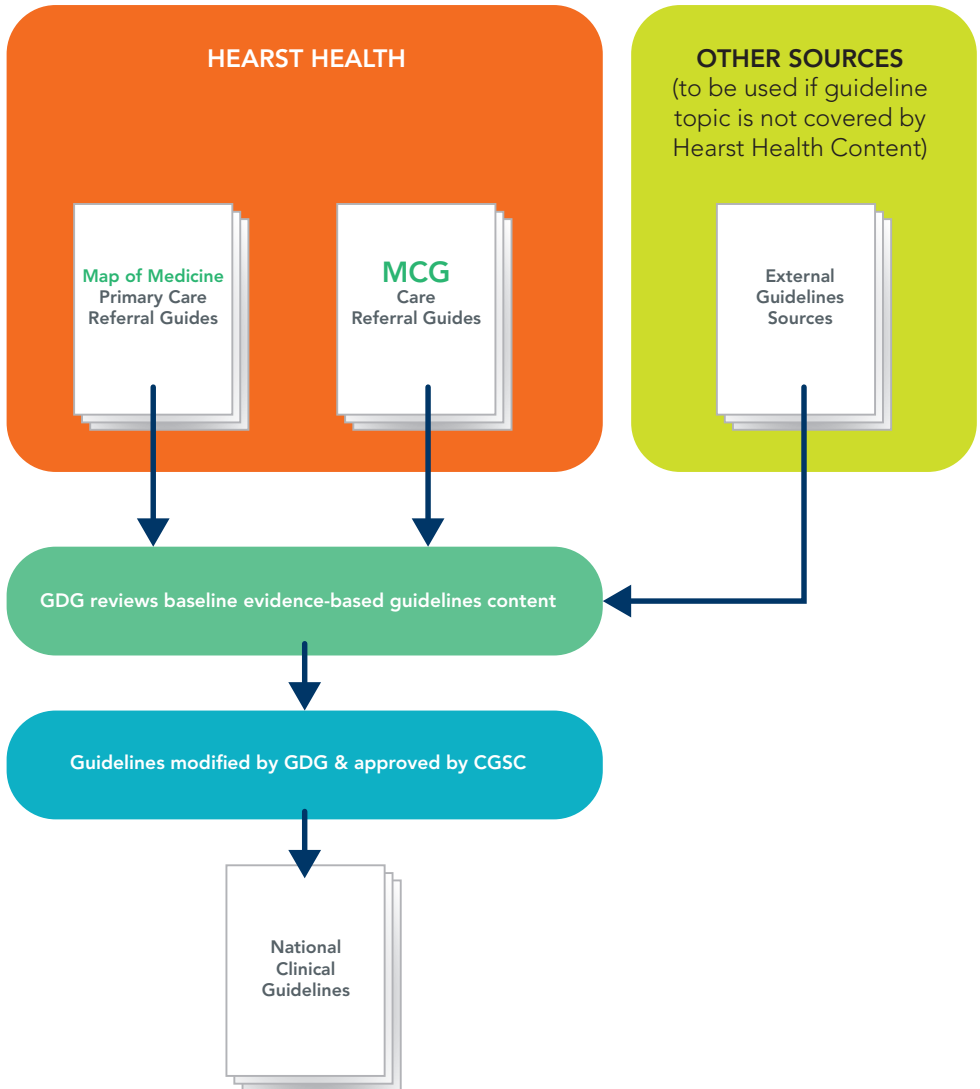 HEARST HEALTH
OTHER SOURCES
(to be used if guideline
topic is not covered by
Hearst Health Content)
Map of Medicine
Primary Care
Referral Guides
MCG
Care
Referral Guides
External
Guidelines
Sources
GDG reviews baseline evidence-based guidelines content
Guidelines modified by GDG & approved by CGSC
National
Clinical
Guidelines